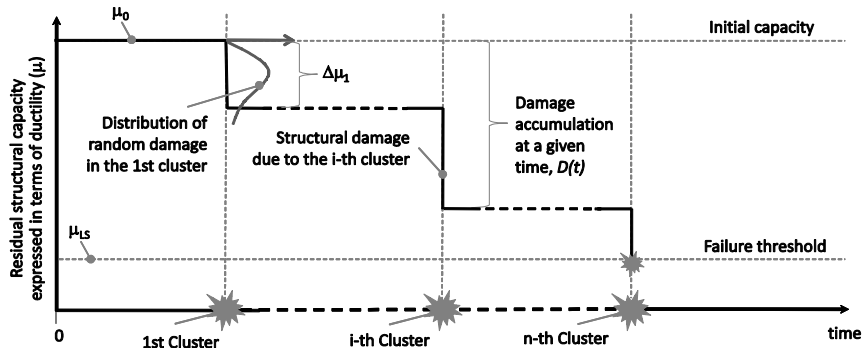 μ0
Initial capacity
Δμ1
Residual structural capacity
expressed in terms of ductility (μ)
Distribution of
random damage
in the 1st cluster
Structural damage
due to the i-th cluster
Damage
accumulation
at a given
time, D(t)
μLS
Failure threshold
0
1st Cluster
i-th Cluster
n-th Cluster
time